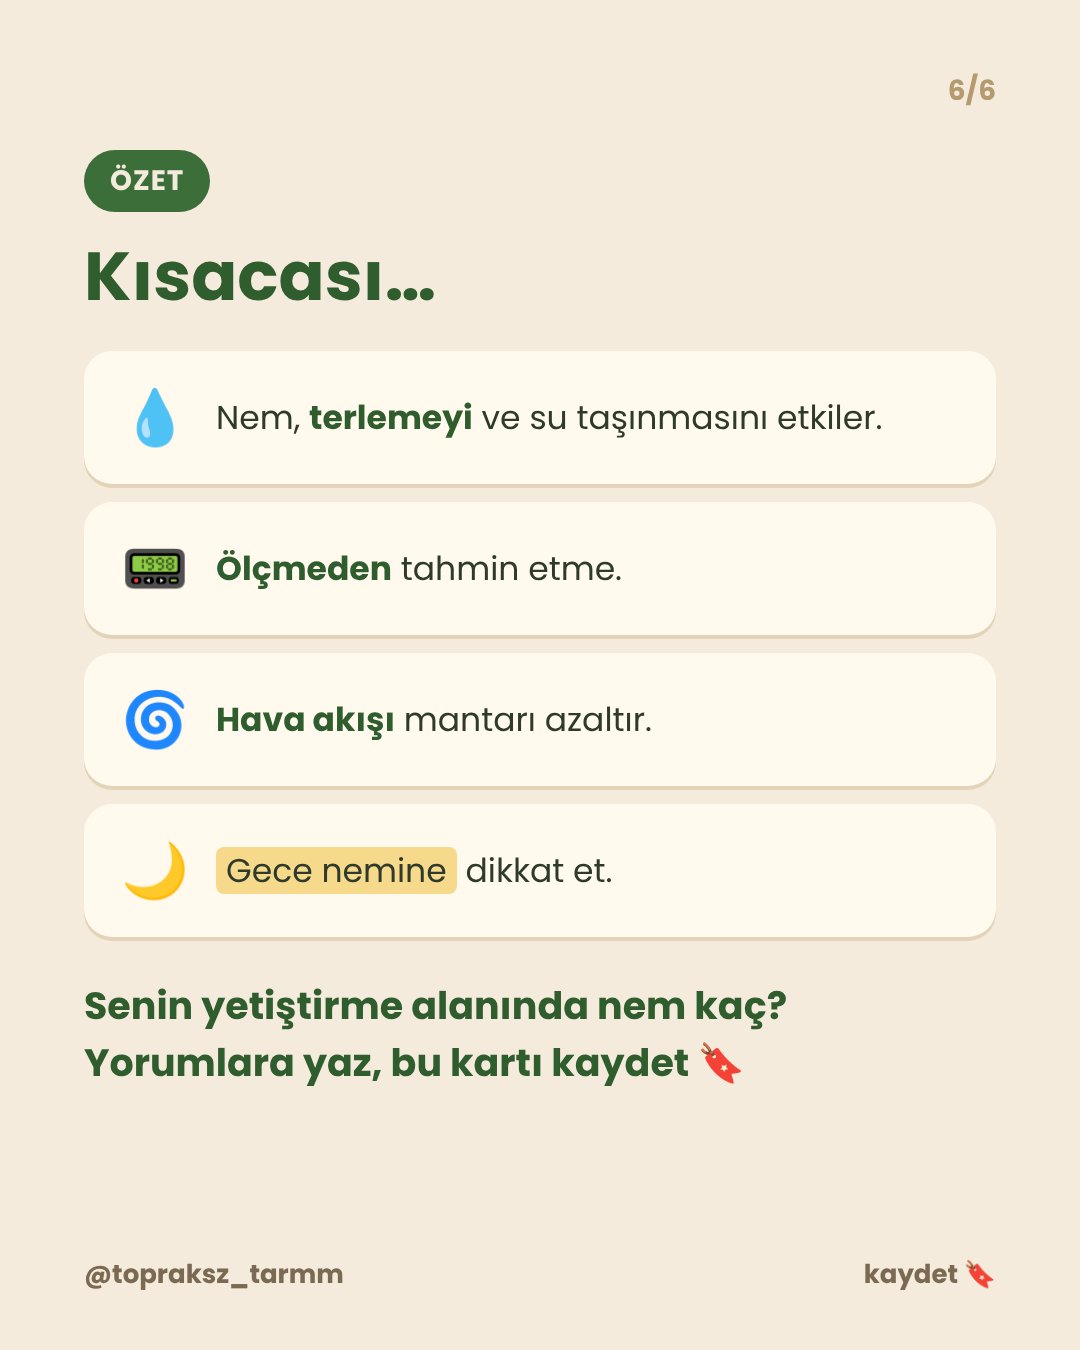 6/6
ÖZET
Kısacası...
Nem, terlemeyi ve su taşınmasını etkiler.
1998
Ölçmeden tahmin etme.
Hava akışı mantarı azaltır.
Gece nemine dikkat et.
Senin yetiştirme alanında nem kaç?
Yorumlara yaz, bu kartı kaydet
@topraksz_tarmm
kaydet